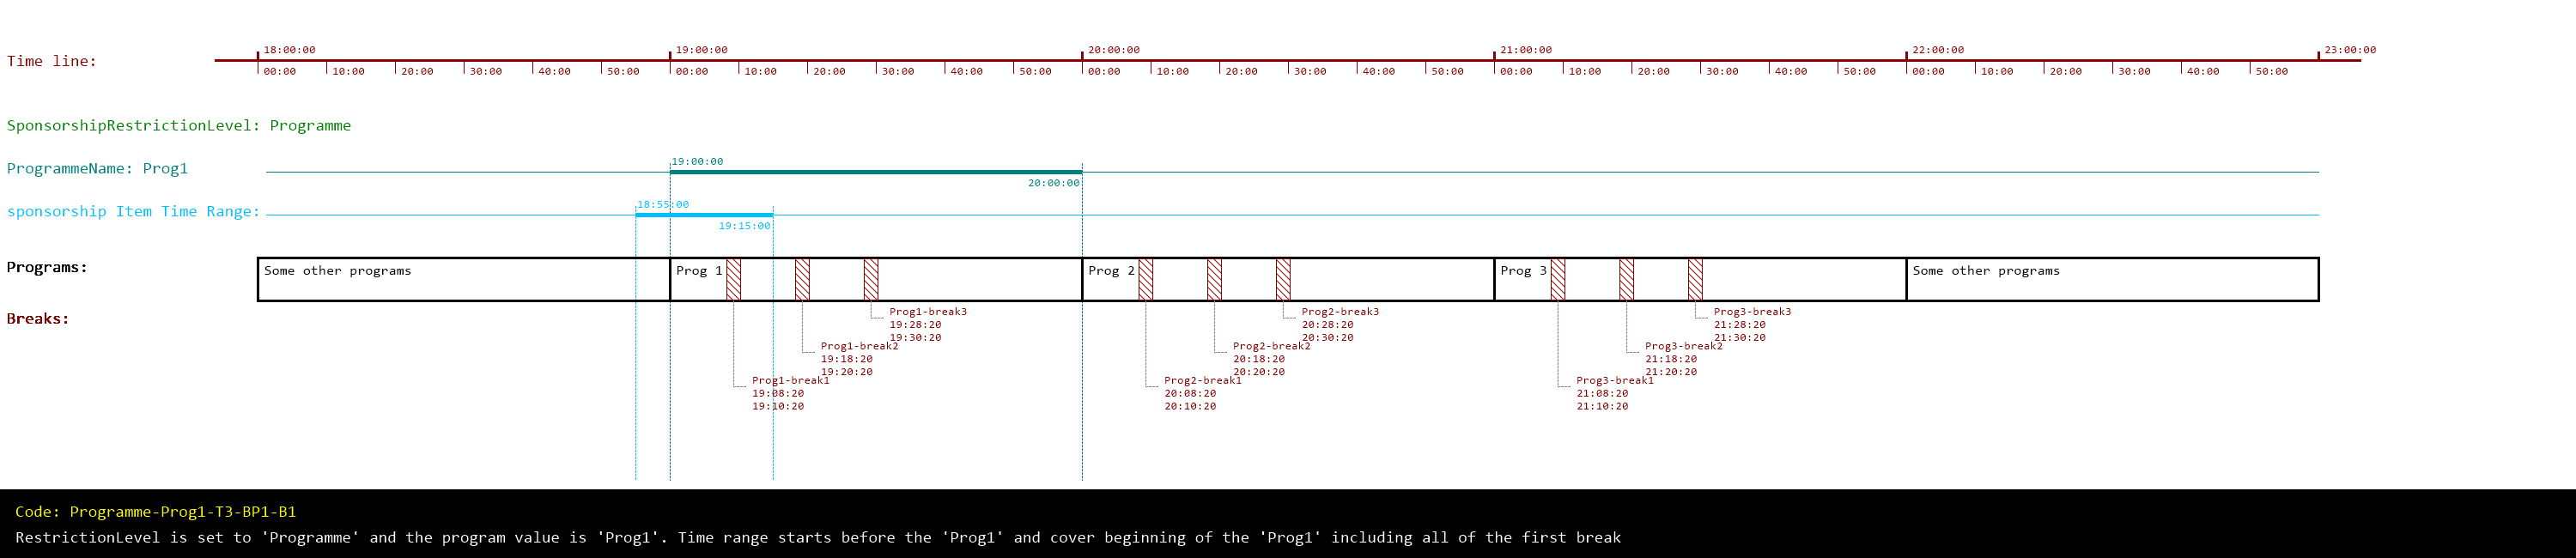 18:00:00 19:00:00 20:00:00 21:00:00 22:00:00 23:00:00
Time line:
00:00 10:00 20:00 30:00 40:00 50:00 00:00 10:00 20:00 30:00 40:00 50:00 00:00 10:00 20:00 30:00 40:00 50:00 00:00 10:00 20:00 30:00 40:00 50:00 00:00 10:00 20:00 30:00 40:00 50:00
SponsorshipRestrictionLevel: Programme
19:00:00
ProgrammeName: Prog1
20:00:00
18:55:00
sponsorship Item Time Range:
19:15:00
Programs:
Some other programs Prog 1 Prog 2 Prog 3 Some other programs
Breaks:
Prog1-break3
19:28:20
19:30:20
Prog1-break2
19:18:20
19:20:20
Prog1-break1
19:08:20
19:10:20
Prog2-break3
20:28:20
20:30:20
Prog2-break2
20:18:20
20:20:20
Prog2-break1
20:08:20
20:10:20
Prog3-break3
21:28:20
21:30:20
Prog3-break2
21:18:20
21:20:20
Prog3-break1
21:08:20
21:10:20
Code: Programme-Prog1-T3-BP1-B1
RestrictionLevel is set to 'Programme' and the program value is 'Prog1'. Time range starts before the 'Prog1' and cover beginning of the 'Prog1' including all of the first break